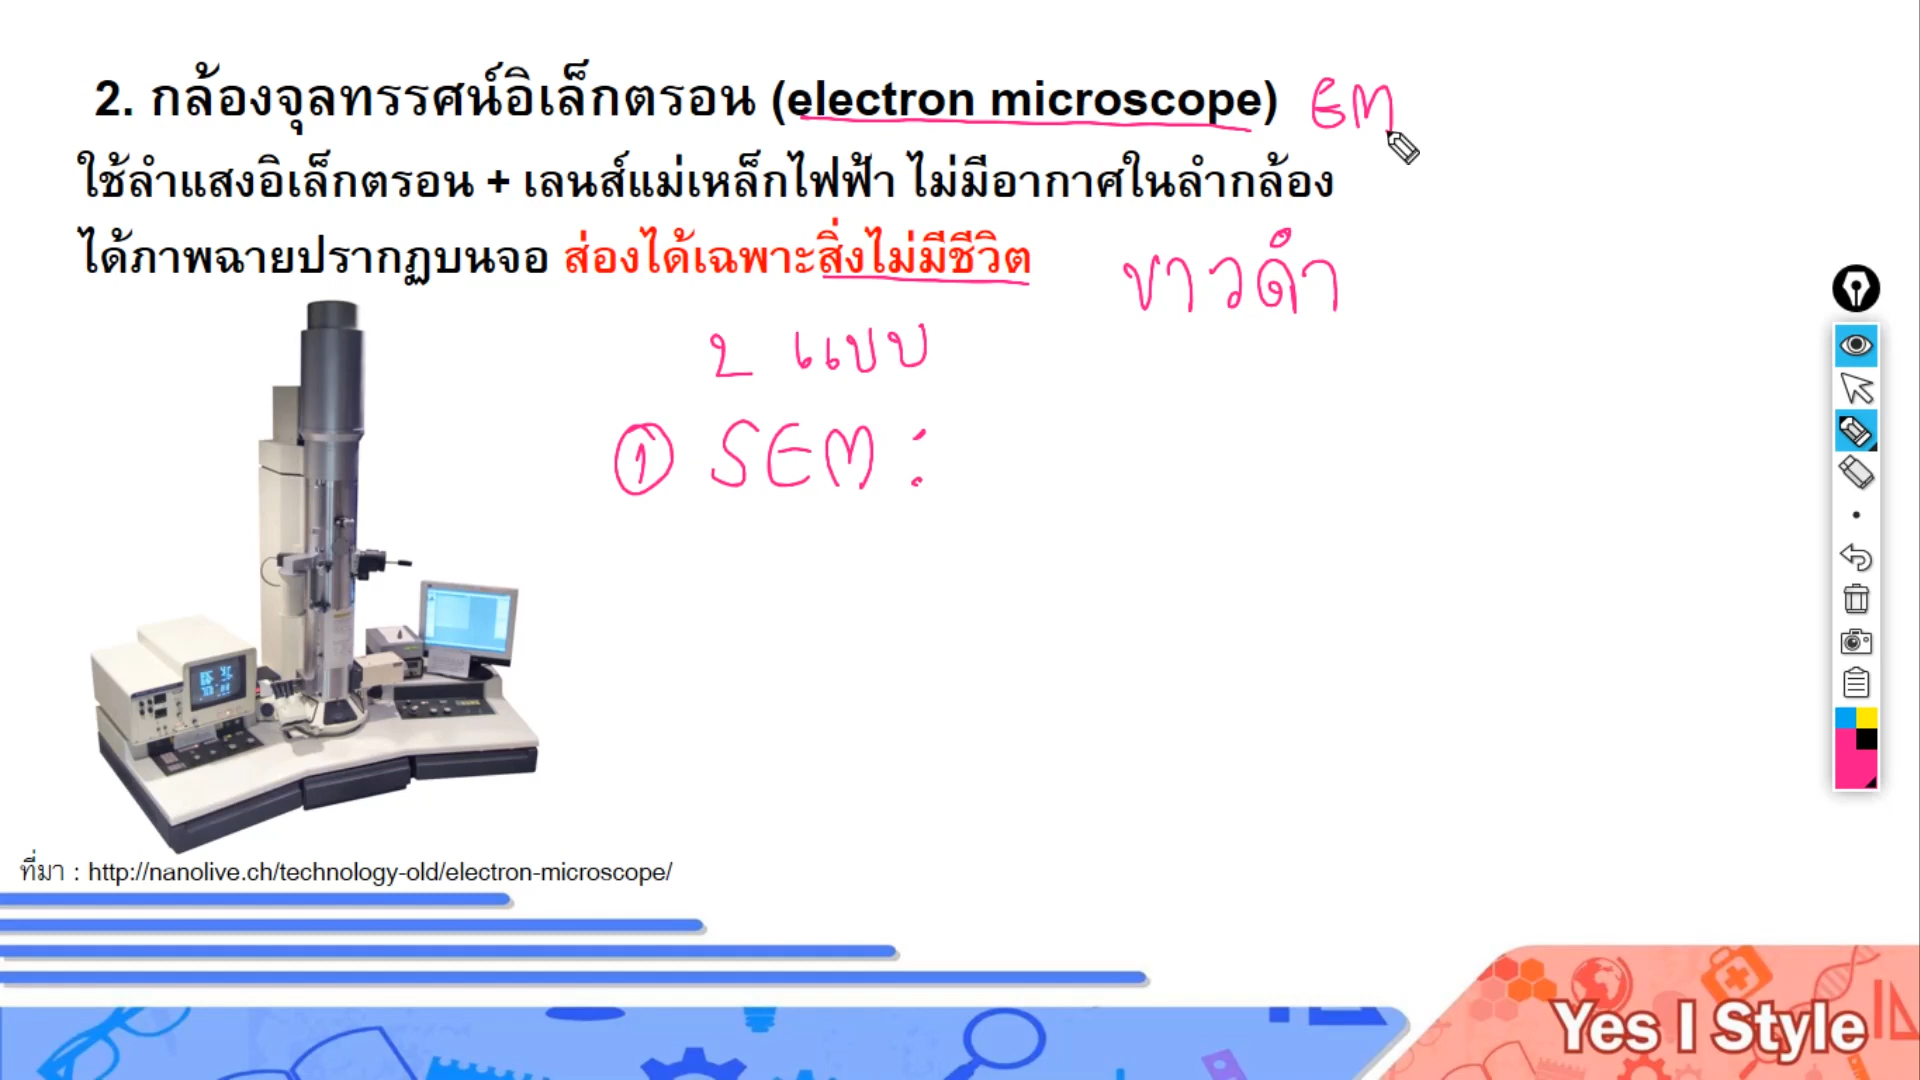 2. กล้องจุลทรรศน์อิเล็กตรอน (electron microscope) EM
ใช้ลำแสงอิเล็กตรอน + เลนส์แม่เหล็กไฟฟ้า ไม่มีอากาศในลำกล้อง
ได้ภาพฉายปรากฏบนจอ ส่องได้เฉพาะสิ่งไม่มีชีวิต ขาวดำ
2 แบบ
① SEM :
ที่มา : http://nanolive.ch/technology-old/electron-microscope/
Yes I Style